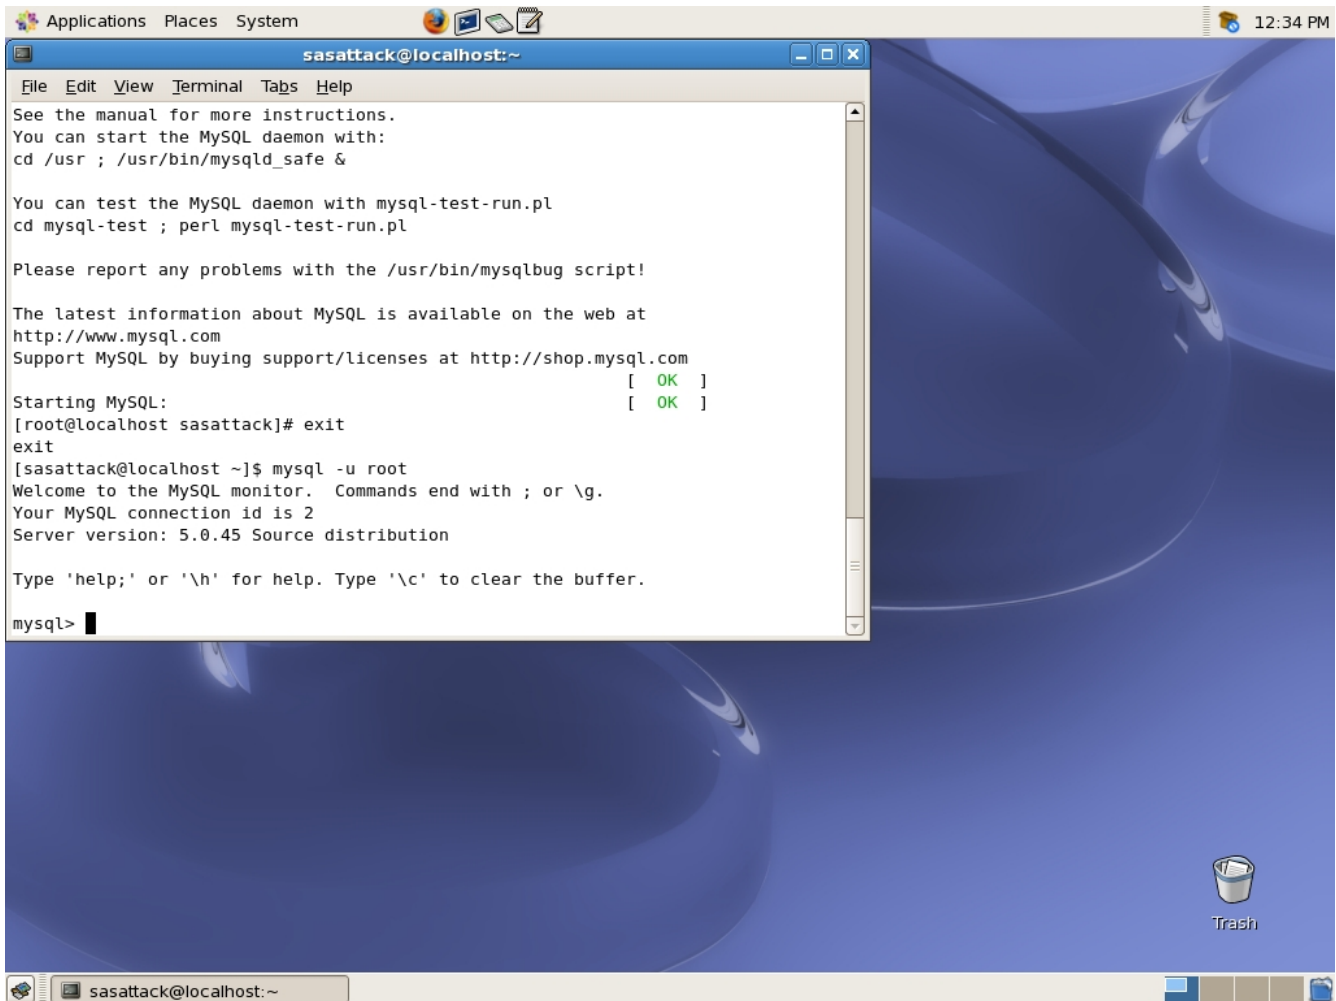 Applications Places System
12:34 PM
sasattack@localhost:~
File Edit View Terminal Tabs Help
See the manual for more instructions.
You can start the MySQL daemon with:
cd /usr ; /usr/bin/mysqld_safe &
You can test the MySQL daemon with mysql-test-run.pl
cd mysql-test ; perl mysql-test-run.pl
Please report any problems with the /usr/bin/mysqlbug script!
The latest information about MySQL is available on the web at
http://www.mysql.com
Support MySQL by buying support/licenses at http://shop.mysql.com
[ OK ]
Starting MySQL: [ OK ]
[root@localhost sasattack]# exit
exit
[sasattack@localhost ~]$ mysql -u root
Welcome to the MySQL monitor.  Commands end with ; or \g.
Your MySQL connection id is 2
Server version: 5.0.45 Source distribution
Type 'help;' or '\h' for help. Type '\c' to clear the buffer.
mysql>
Trash
sasattack@localhost:~